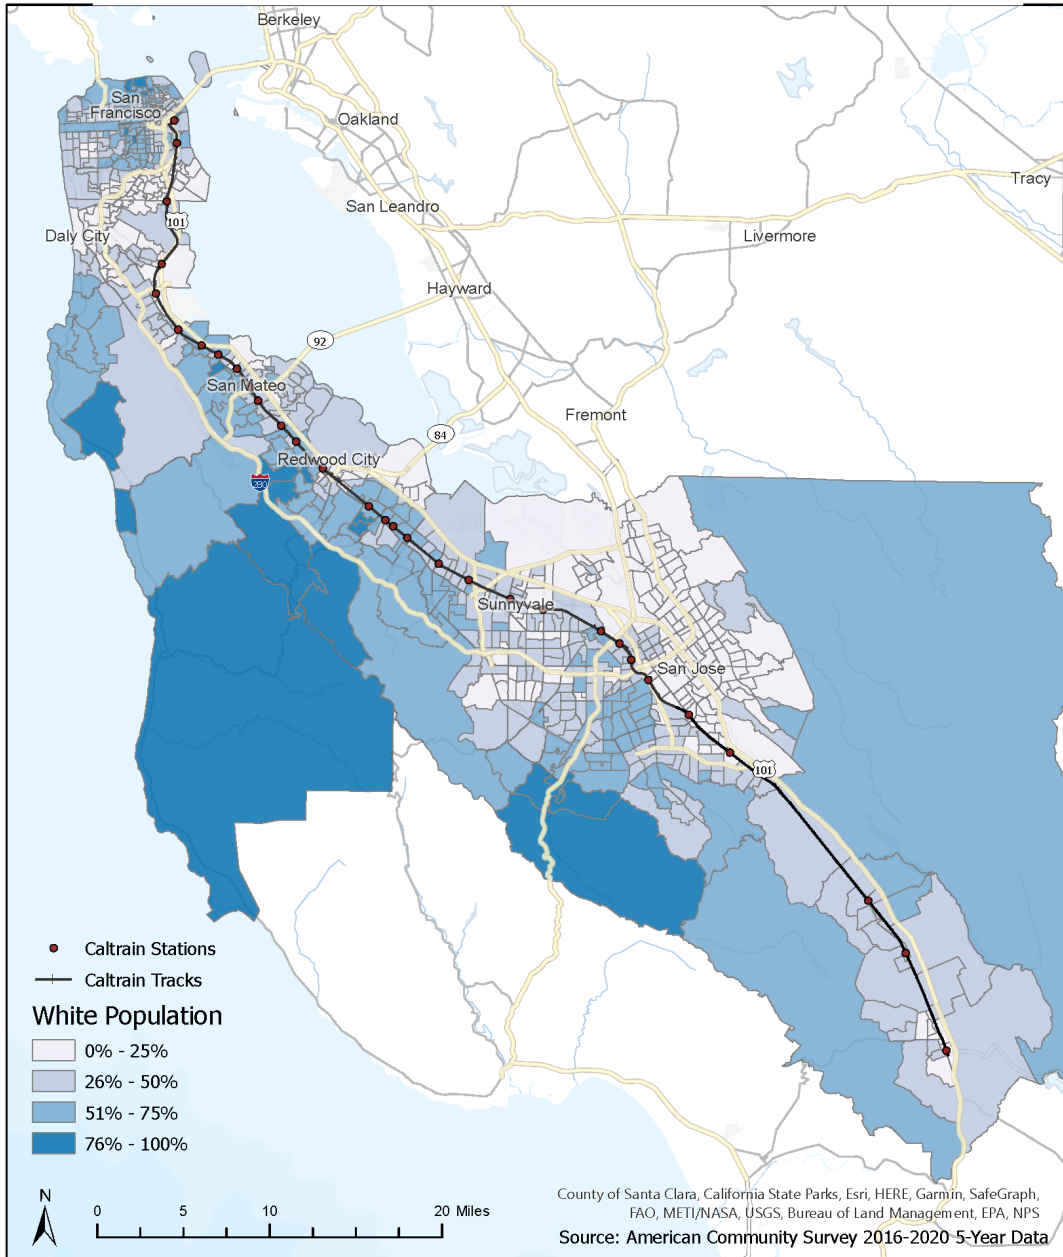 Berkeley
San
Francisco
Oakland
Tracy
San Leandro
101
Daly City
Livermore
Hayward
92
San Mateo
Fremont
84
Redwood City
280
Sunnyvale
San Jose
101
Caltrain Stations
Caltrain Tracks
White Population
0% - 25%
26% - 50%
51% - 75%
76% - 100%
N
0 5 10 20 Miles
County of Santa Clara, California State Parks, Esri, HERE, Garmin, SafeGraph,
FAO, METI/NASA, USGS, Bureau of Land Management, EPA, NPS
Source: American Community Survey 2016-2020 5-Year Data